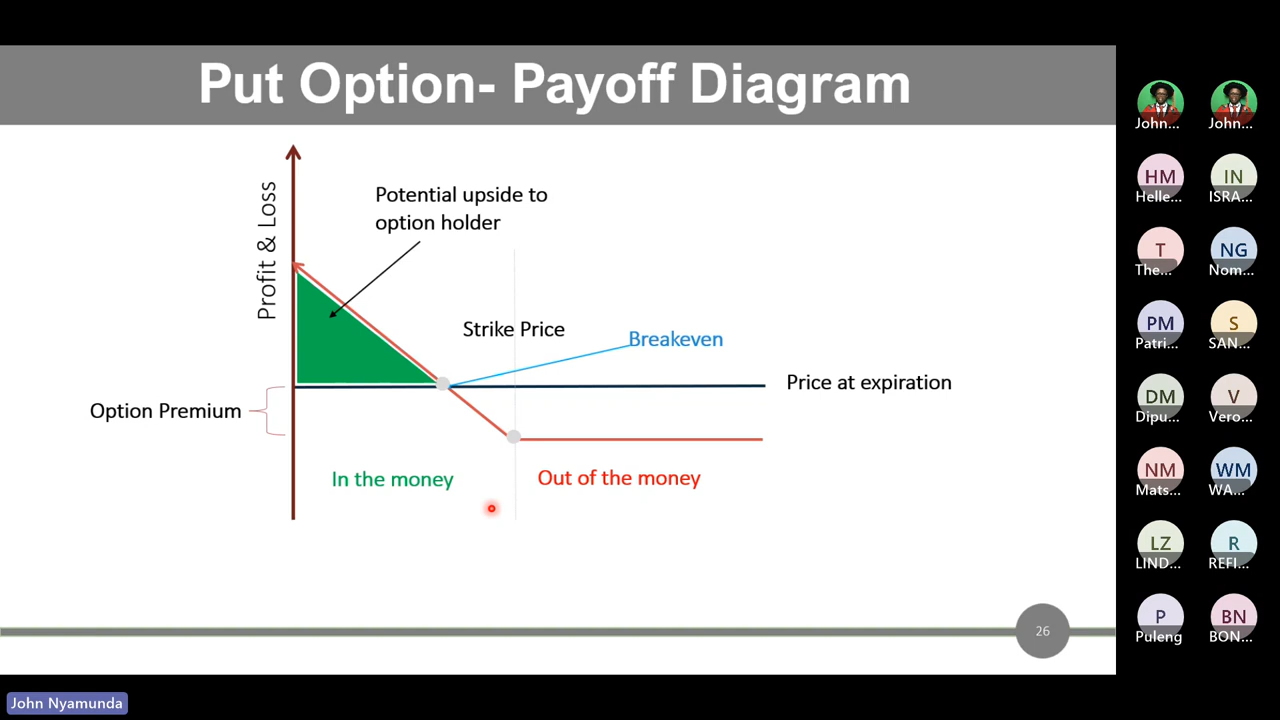 Put Option- Payoff Diagram
Profit & Loss
Potential upside to
option holder
Strike Price
Breakeven
Price at expiration
Option Premium
In the money
Out of the money
26
John...
John...
HM
Helle...
IN
ISRA...
T
The...
NG
Nom...
PM
Patri...
S
SAN...
DM
Dipu...
V
Vero...
NM
Mats...
WM
WA...
LZ
LIND...
R
REFI...
P
Puleng
BN
BON...
John Nyamunda